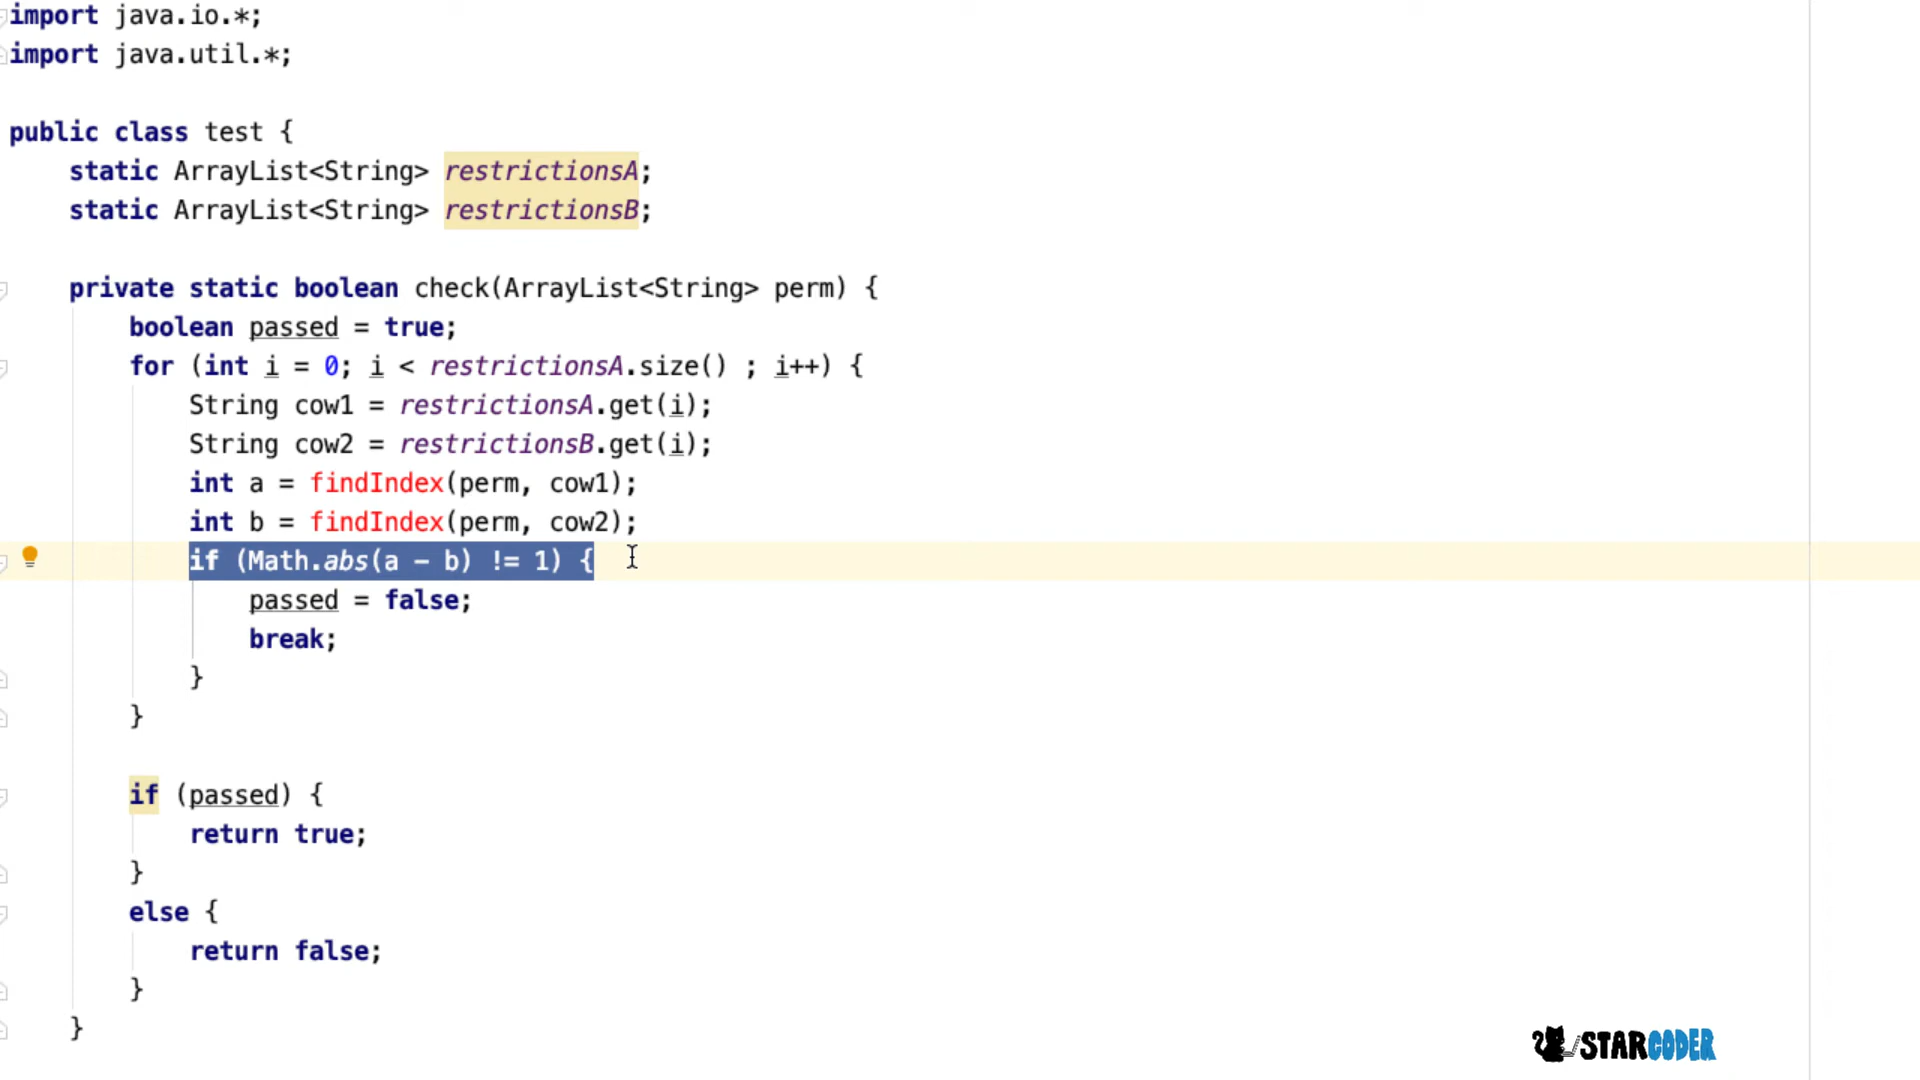 import java.io.*;
import java.util.*;
public class test {
static ArrayList<String> restrictionsA;
static ArrayList<String> restrictionsB;
private static boolean check(ArrayList<String> perm) {
boolean passed = true;
for (int i = 0; i < restrictionsA.size() ; i++) {
String cow1 = restrictionsA.get(i);
String cow2 = restrictionsB.get(i);
int a = findIndex(perm, cow1);
int b = findIndex(perm, cow2);
if (Math.abs(a - b) != 1) {
passed = false;
break;
}
}
if (passed) {
return true;
}
else {
return false;
}
}
STARCODER